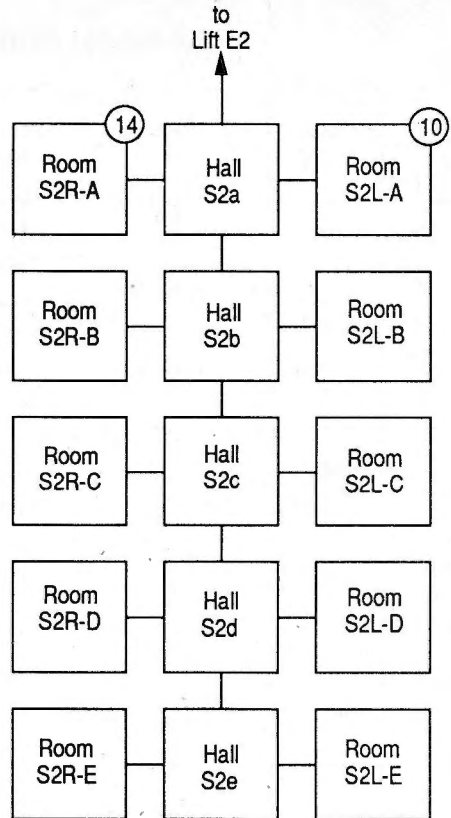 to
Lift E2
14
10
Room
S2R-A
Hall
S2a
Room
S2L-A
Room
S2R-B
Hall
S2b
Room
S2L-B
Room
S2R-C
Hall
S2c
Room
S2L-C
Room
S2R-D
Hall
S2d
Room
S2L-D
Room
S2R-E
Hall
S2e
Room
S2L-E